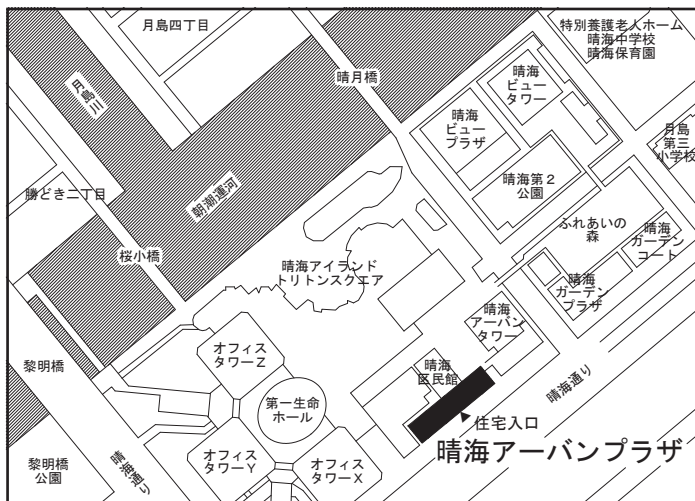 月島四丁目
特別養護老人ホーム
晴海中学校
晴海保育園
月島川
晴月橋
晴海
ビュー
タワー
晴海
ビュー
プラザ
月島
第三
小学校
晴海第2
公園
勝どき二丁目
朝潮運河
ふれあいの
森
晴海
ガーデン
コート
桜小橋
晴海アイランド
トリトンスクエア
晴海
ガーデン
プラザ
晴海
アーバン
タワー
オフィス
タワーZ
黎明橋
晴海
区民館
晴海通り
第一生命
ホール
住宅入口
晴海アーバンプラザ
黎明橋
公園
晴海通り
オフィス
タワーY
オフィス
タワーX